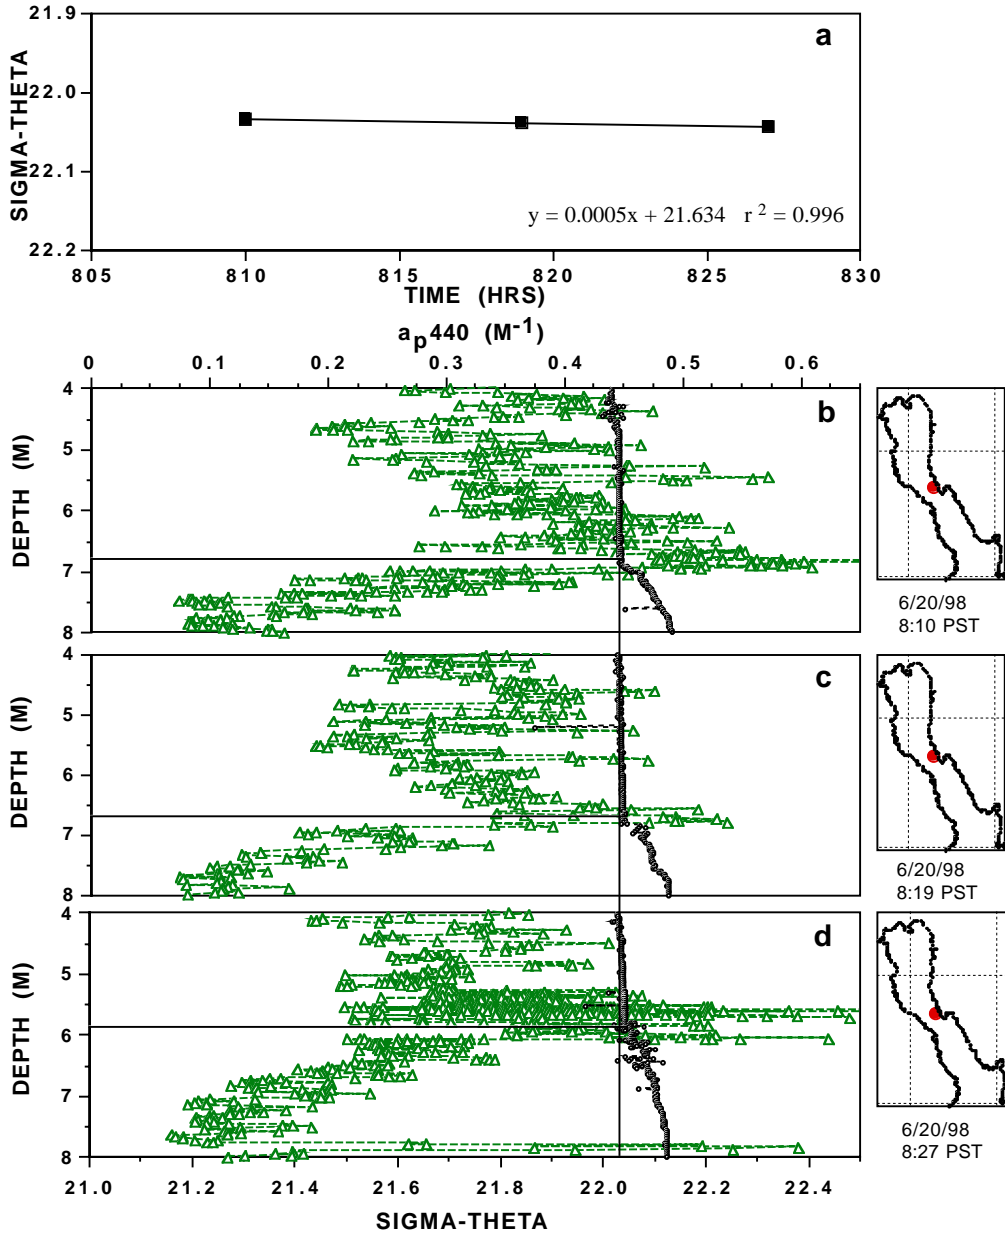 a
SIGMA-THETA
21.9
22.0
22.1
22.2
y = 0.0005x + 21.634 r 2 = 0.996
805 810 815 820 825 830
TIME (HRS)
ap440 (M-1)
0 0.1 0.2 0.3 0.4 0.5 0.6
b
DEPTH (M)
4
5
6
7
8
6/20/98
8:10 PST
c
DEPTH (M)
4
5
6
7
8
6/20/98
8:19 PST
d
DEPTH (M)
4
5
6
7
8
6/20/98
8:27 PST
21.0 21.2 21.4 21.6 21.8 22.0 22.2 22.4
SIGMA-THETA